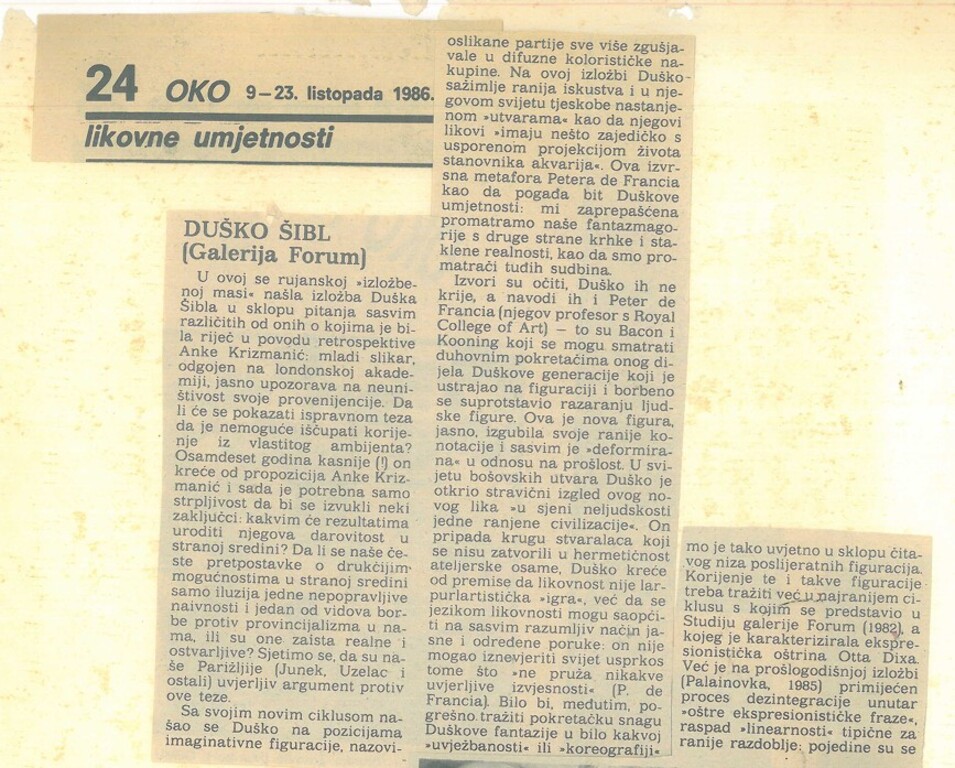 24 OKO 9–23. listopada 1986.
likovne umjetnosti
DUŠKO ŠIBL
(Galerija Forum)
U ovoj se rujanskoj »izložbe-
noj masi« našla izložba Duška
Šibla u sklopu pitanja sasvim
različitih od onih o kojima je bi-
la riječ u povodu retrospektive
Anke Krizmanić: mladi slikar,
odgojen na londonskoj akade-
miji, jasno upozorava na neuni-
štivost svoje provenijencije. Da
li će se pokazati ispravnom teza
da je nemoguće iščupati korije-
nje iz vlastitog ambijenta?
Osamdeset godina kasnije (!) on
kreće od propozicija Anke Kriz-
manić i sada je potrebna samo
strpljivost da bi se izvukli neki
zaključci: kakvim će rezultatima
uroditi njegova darovitost u
stranoj sredini? Da li se naše če-
ste pretpostavke o drukčijim
mogućnostima u stranoj sredini
samo iluzija jedne nepopravljive
naivnosti i jedan od vidova bor-
be protiv provincijalizma u na-
ma, ili su one zaista realne i
ostvarljive? Sjetimo se, da su na-
še Parižlije (Junek, Uzelac i
ostali) uvjerljiv argument protiv
ove teze.
Sa svojim novim ciklusom na-
šao se Duško na pozicijama
imaginativne figuracije, nazovi-
mo je tako uvjetno u sklopu čita-
vog niza poslijeratnih figuracija.
Korijenje te i takve figuracije
treba tražiti već u najranijem ci-
klusu s kojim se predstavio u
Studiju galerije Forum (1982), a
kojeg je karakterizirala ekspre-
sionistička oštrina Otta Dixa.
Već je na prošlogodišnjoj izložbi
(Palainovka, 1985) primijećen
proces dezintegracije unutar
»oštre ekspresionističke fraze«,
raspad »linearnosti« tipične za
ranije razdoblje: pojedine su se
oslikane partije sve više zgušja-
vale u difuzne kolorističke na-
kupine. Na ovoj izložbi Duško
sažimlje ranija iskustva i u nje-
govom svijetu tjeskobe nastanje-
nom »utvarama« kao da njegovi
likovi »imaju nešto zajedičko s
usporenom projekcijom života
stanovnika akvarija«. Ova izvr-
sna metafora Petera de Francia
kao da pogađa bit Duškove
umjetnosti: mi zaprepašćena
promatramo naše fantazmago-
rije s druge strane krhke i sta-
klene realnosti, kao da smo pro-
matrači tuđih sudbina.
Izvori su očiti, Duško ih ne
krije, a navodi ih i Peter de
Francia (njegov profesor s Royal
College of Art) — to su Bacon i
Kooning koji se mogu smatrati
duhovnim pokretačima onog di-
jela Duškove generacije koji je
ustrajao na figuraciji i borbeno
se suprotstavio razaranju ljud-
ske figure. Ova je nova figura,
jasno, izgubila svoje ranije ko-
notacije i sasvim je »deformira-
na« u odnosu na prošlost. U svi-
jetu bošovskih utvara Duško je
otkrio stravični izgled ovog no-
vog lika »u sjeni neljudskosti
jedne ranjene civilizacije«. On
pripada krugu stvaralaca koji
se nisu zatvorili u hermetičnost
ateljerske osame, Duško kreće
od premise da likovnost nije lar-
purlartistička »igra«, već da se
jezikom likovnosti mogu saopći-
ti na sasvim razumljiv način ja-
sne i određene poruke: on nije
mogao iznevjeriti svijet usprkos
tome što »ne pruža nikakve
uvjerljive izvjesnosti« (P. de
Francia). Bilo bi, međutim, po-
grešno tražiti pokretačku snagu
Duškove fantazije u bilo kakvoj
»uvježbanosti« ili »koreografiji«